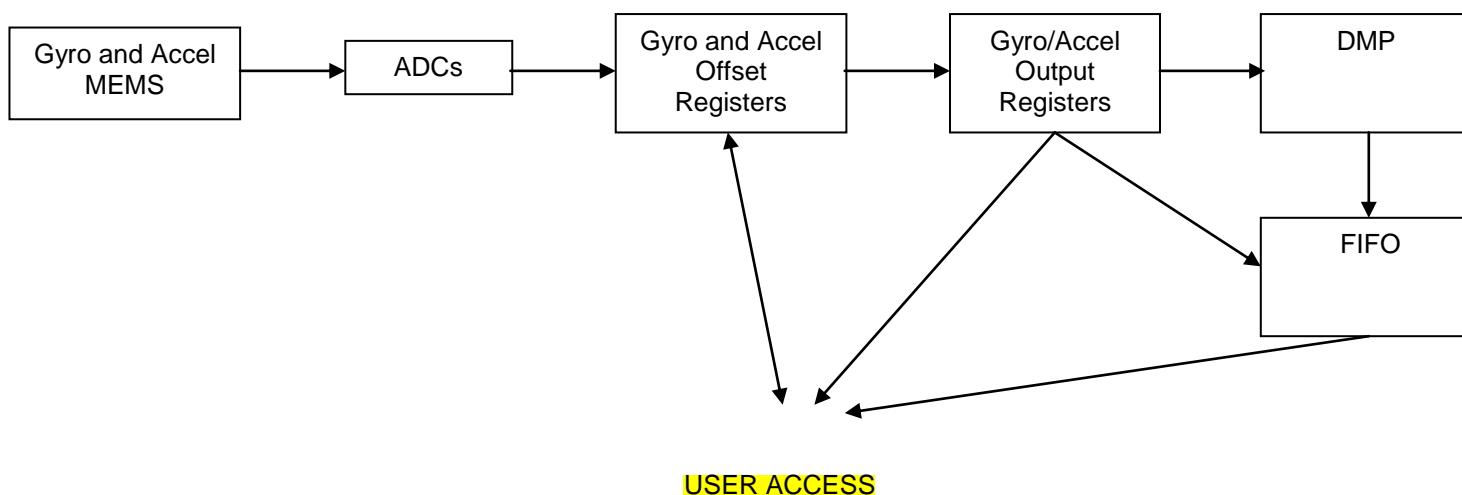 Gyro and Accel
MEMS
ADCs
Gyro and Accel
Offset
Registers
Gyro/Accel
Output
Registers
DMP
FIFO
USER ACCESS